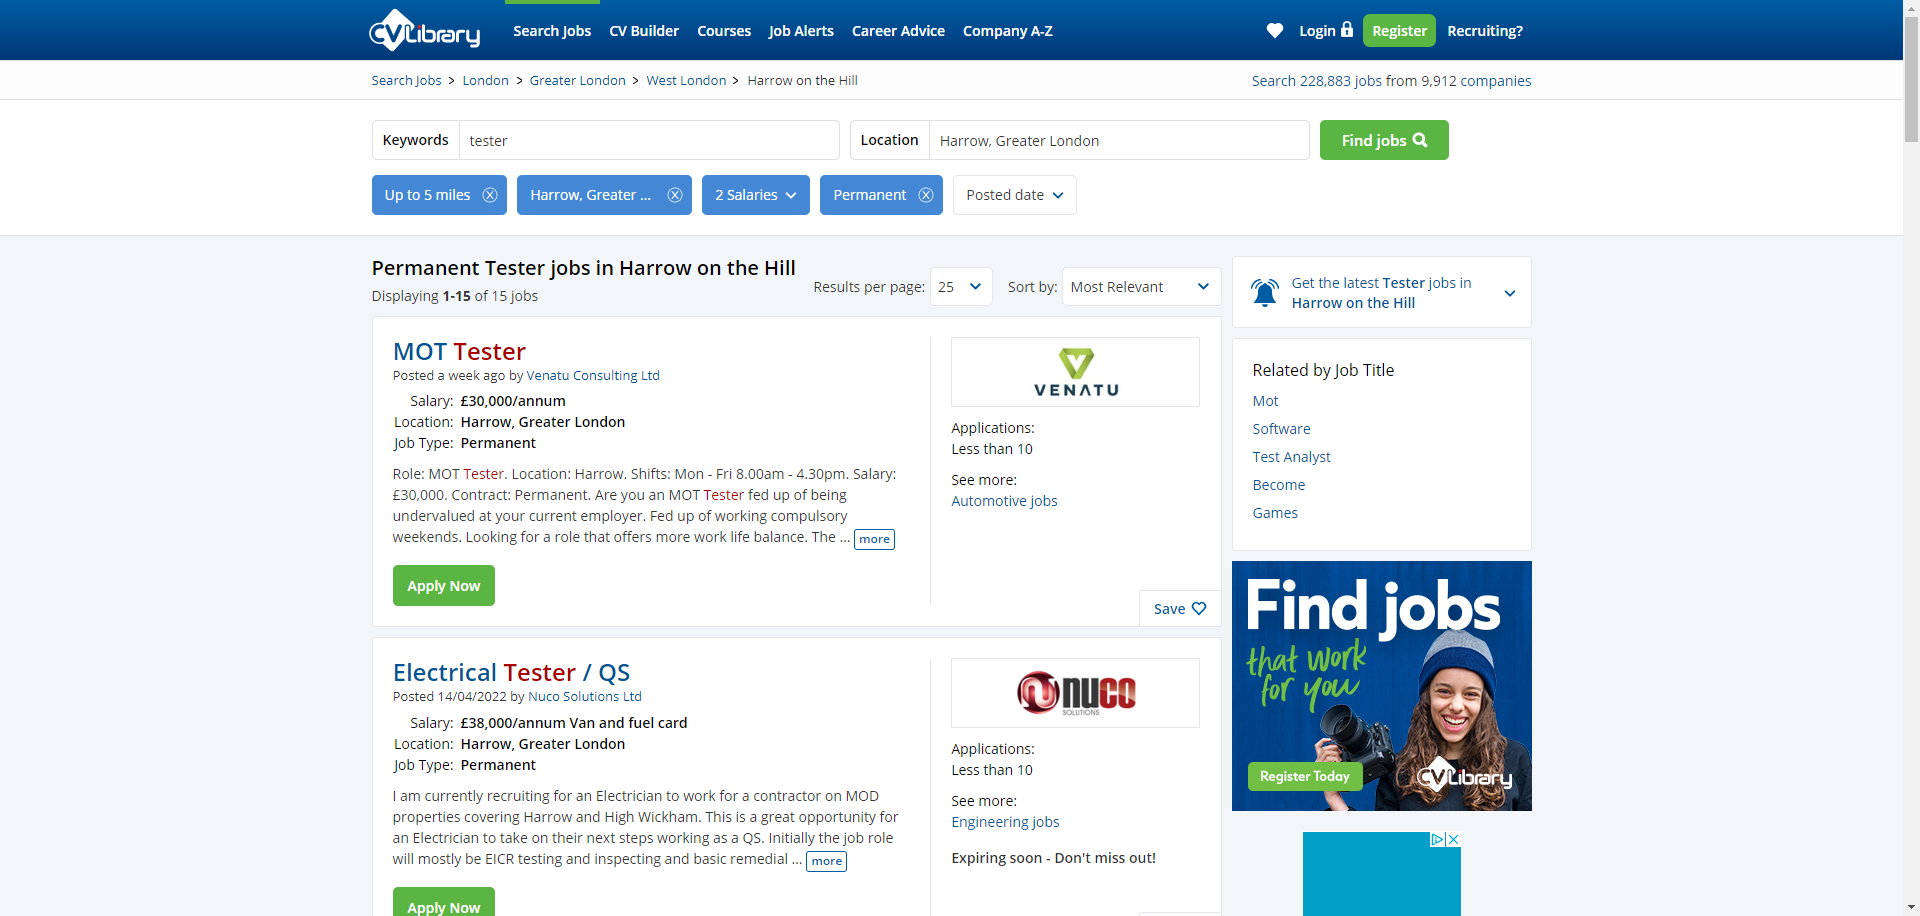 CV Library
Search Jobs CV Builder Courses Job Alerts Career Advice Company A-Z
Login Register Recruiting?
Search Jobs > London > Greater London > West London > Harrow on the Hill
Search 228,883 jobs from 9,912 companies
Keywords tester
Location Harrow, Greater London
Find jobs
Up to 5 miles
Harrow, Greater ...
2 Salaries
Permanent
Posted date
Permanent Tester jobs in Harrow on the Hill
Displaying 1-15 of 15 jobs
Results per page: 25
Sort by: Most Relevant
MOT Tester
Posted a week ago by Venatu Consulting Ltd
Salary: £30,000/annum
Location: Harrow, Greater London
Job Type: Permanent
Role: MOT Tester. Location: Harrow. Shifts: Mon - Fri 8.00am - 4.30pm. Salary:
£30,000. Contract: Permanent. Are you an MOT Tester fed up of being
undervalued at your current employer. Fed up of working compulsory
weekends. Looking for a role that offers more work life balance. The ... more
Apply Now
VENATU
Applications:
Less than 10
See more:
Automotive jobs
Save
Electrical Tester / QS
Posted 14/04/2022 by Nuco Solutions Ltd
Salary: £38,000/annum Van and fuel card
Location: Harrow, Greater London
Job Type: Permanent
I am currently recruiting for an Electrician to work for a contractor on MOD
properties covering Harrow and High Wickham. This is a great opportunity for
an Electrician to take on their next steps working as a QS. Initially the job role
will mostly be EICR testing and inspecting and basic remedial ... more
Apply Now
nuco
SOLUTIONS
Applications:
Less than 10
See more:
Engineering jobs
Expiring soon - Don't miss out!
Get the latest Tester jobs in
Harrow on the Hill
Related by Job Title
Mot
Software
Test Analyst
Become
Games
Find jobs
that work
for you
Register Today
CV Library